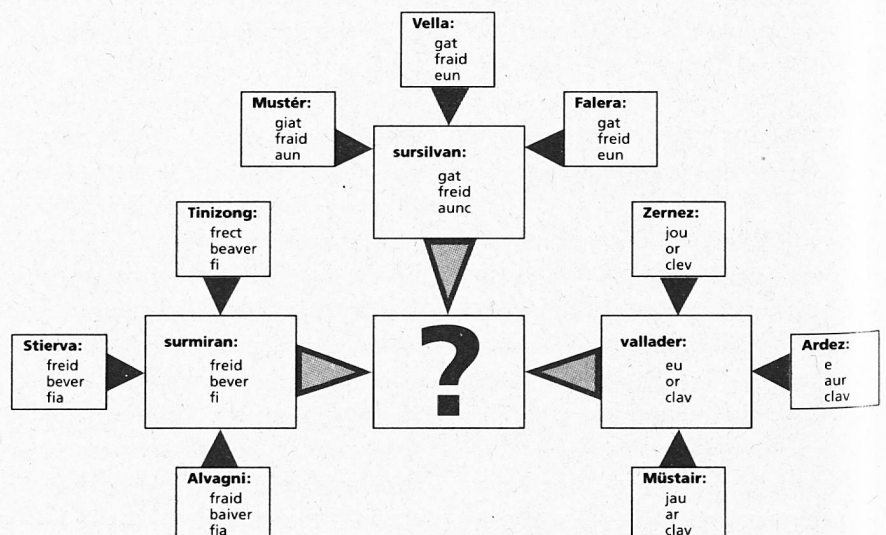 Vella:
gat
fraid
eun
Mustér:
giat
fraid
aun
Falera:
gat
freid
eun
sursilvan:
gat
freid
aunc
Tinizong:
frect
beaver
fi
Zernez:
jou
or
clev
Stierva:
freid
bever
fia
surmiran:
freid
bever
fi
?
vallader:
eu
or
clav
Ardez:
e
aur
clav
Alvagni:
fraid
baiver
fia
Müstair:
jau
ar
clav